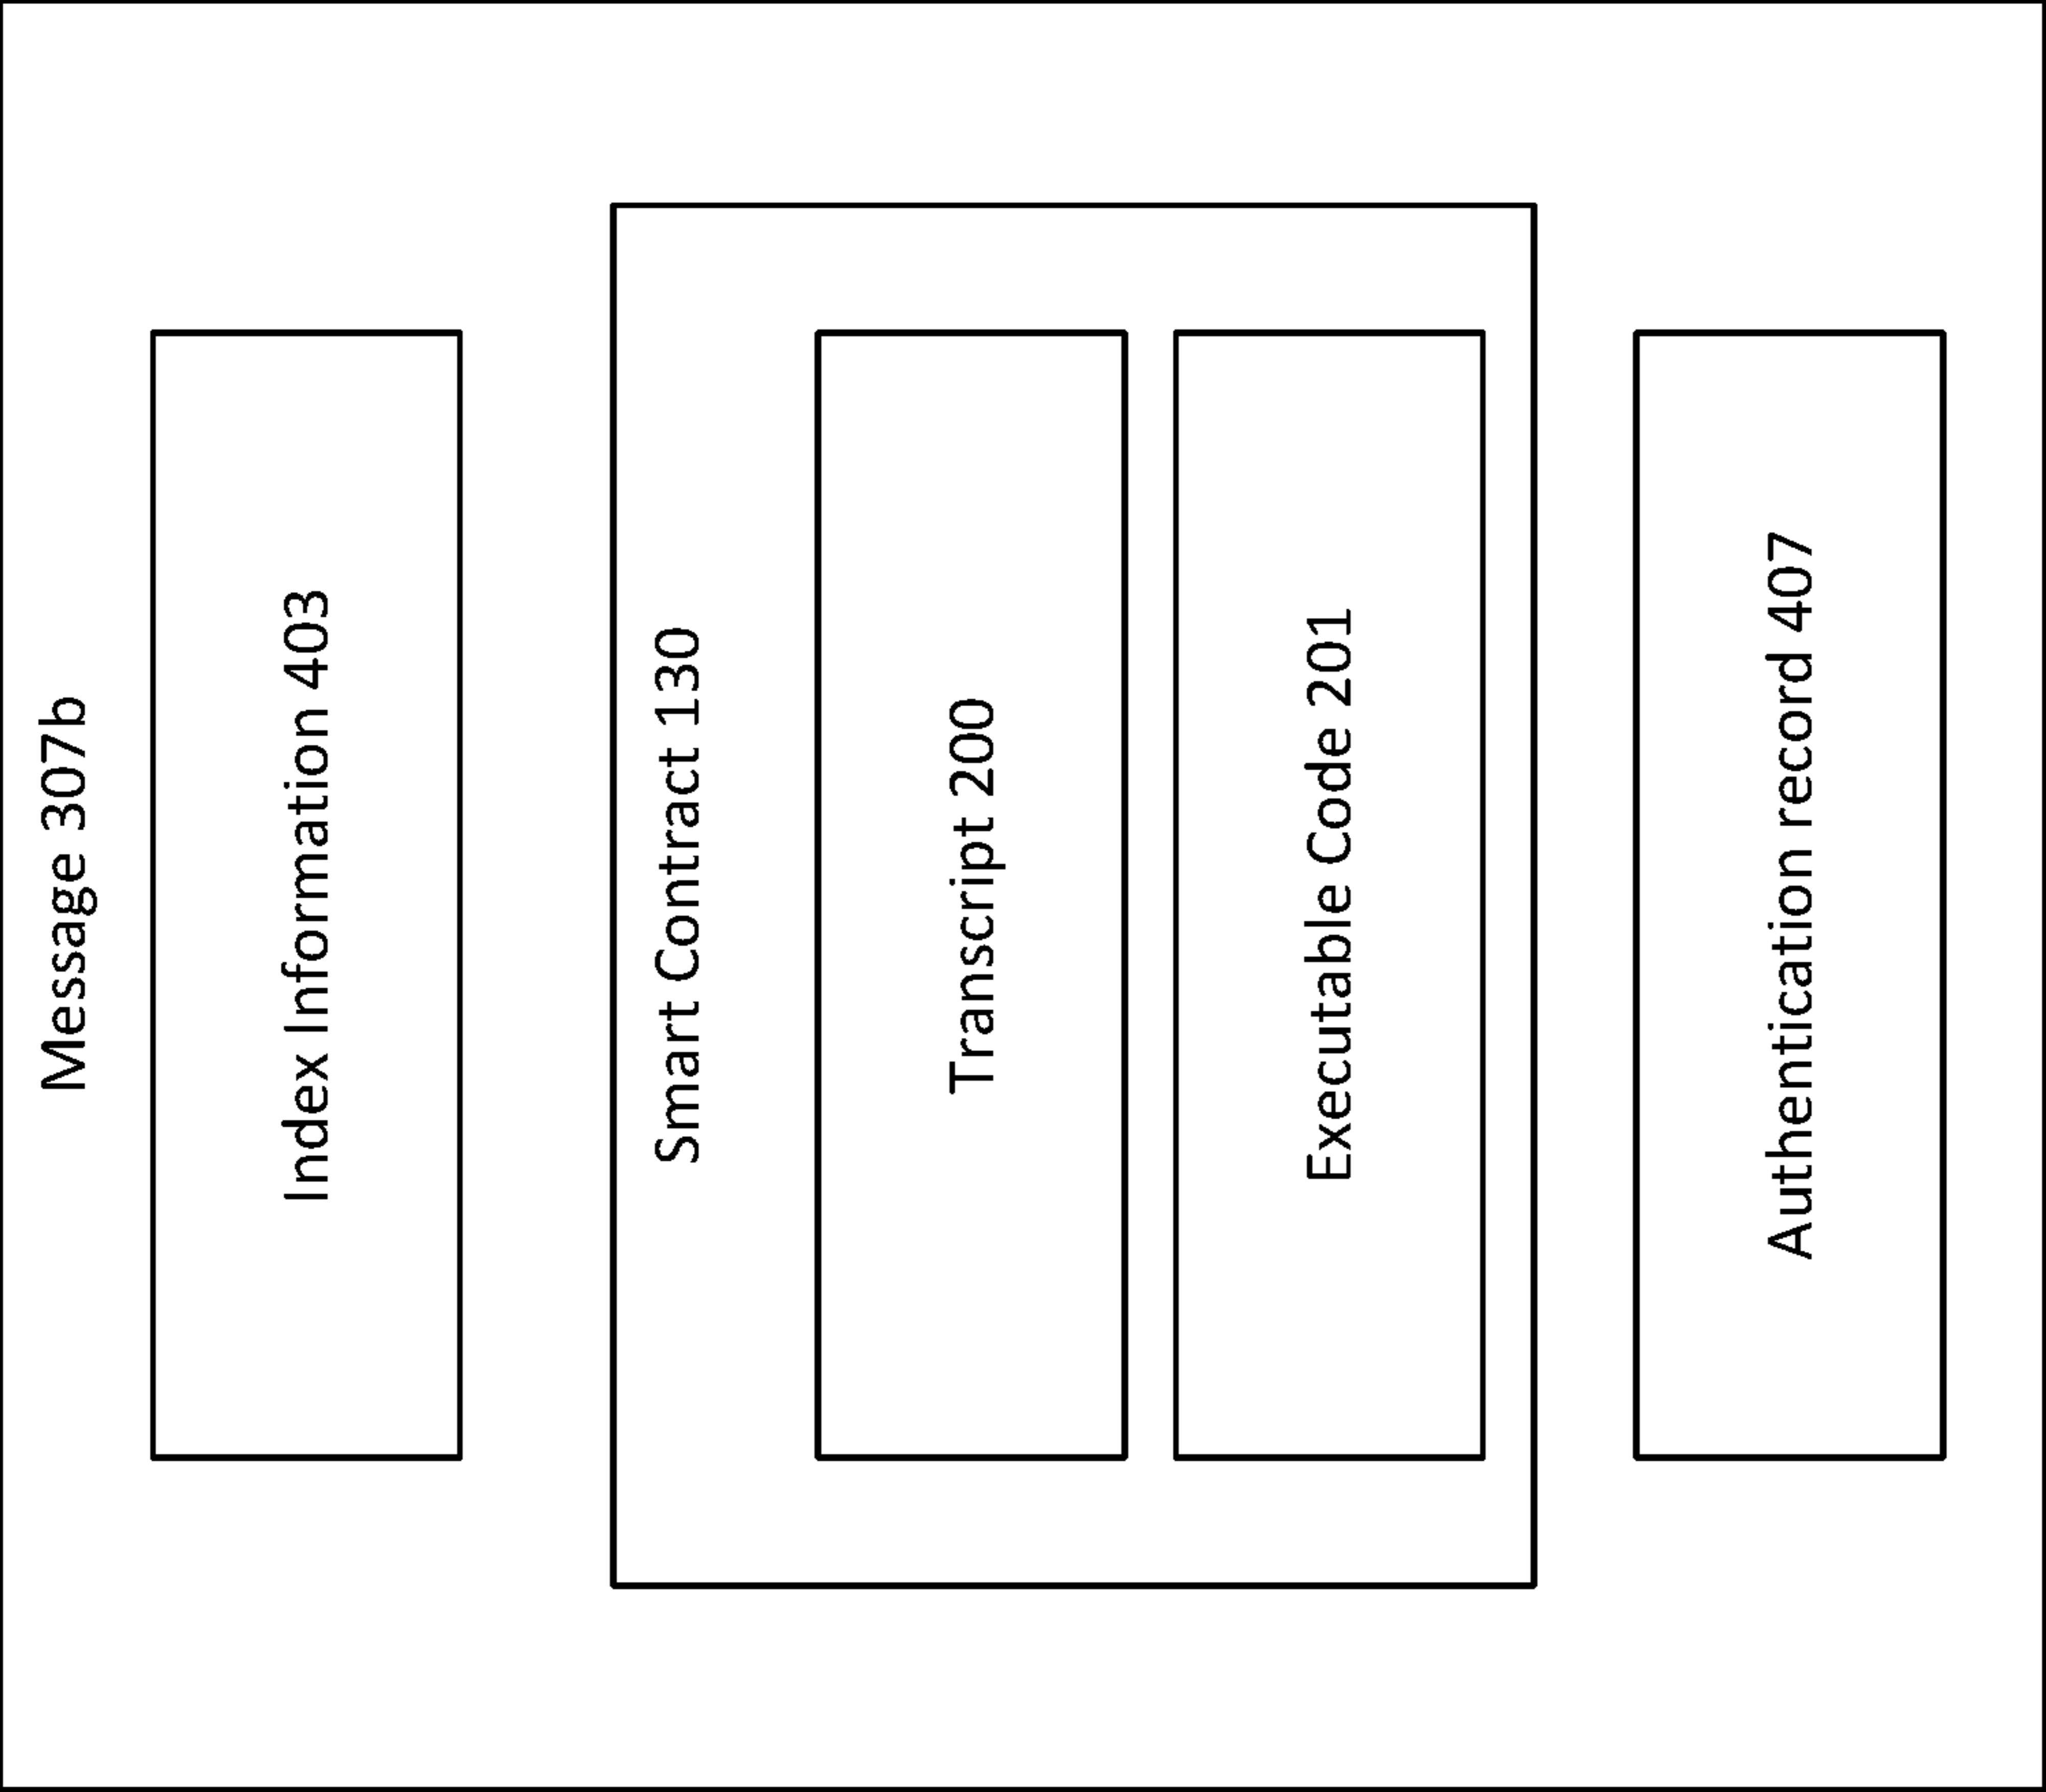 Message 307b
Index Information 403
Smart Contract 130
Transcript 200
Executable Code 201
Authentication record 407